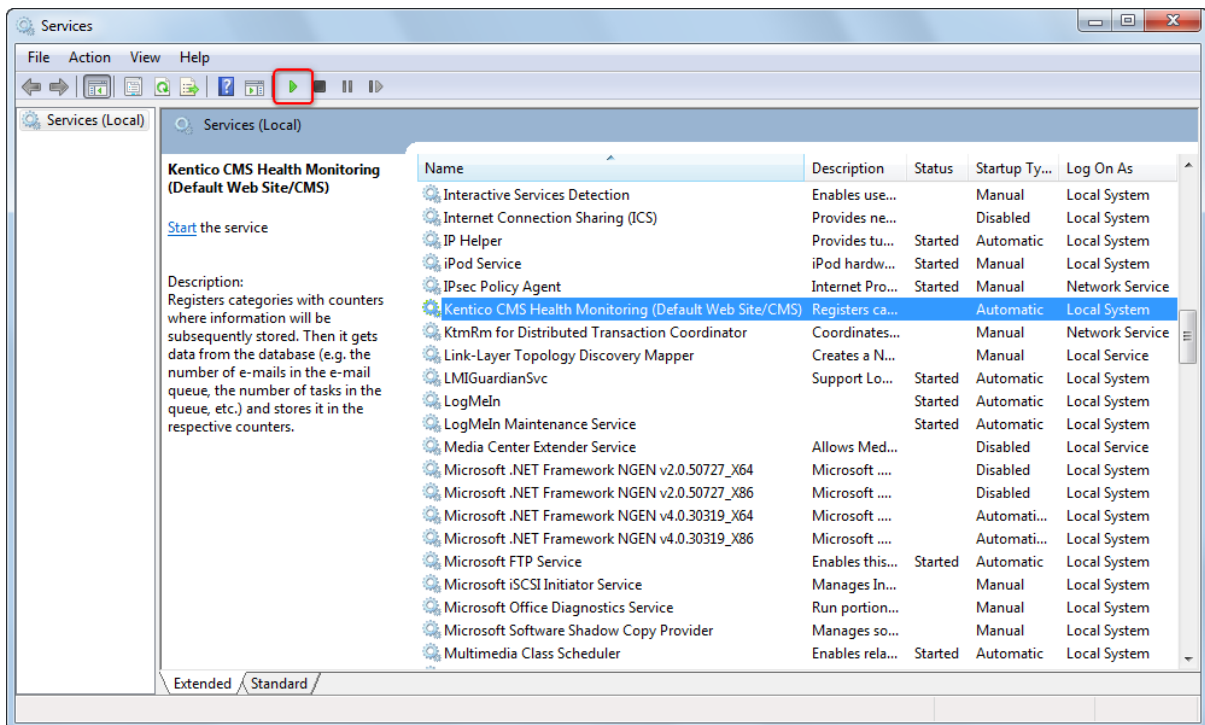 Services
File Action View Help
Services (Local)
Services (Local)
Kentico CMS Health Monitoring
(Default Web Site/CMS)
Start the service
Description:
Registers categories with counters
where information will be
subsequently stored. Then it gets
data from the database (e.g. the
number of e-mails in the e-mail
queue, the number of tasks in the
queue, etc.) and stores it in the
respective counters.
Name Description Status Startup Ty... Log On As
Interactive Services Detection Enables use... Manual Local System
Internet Connection Sharing (ICS) Provides ne... Disabled Local System
IP Helper Provides tu... Started Automatic Local System
iPod Service iPod hardw... Started Manual Local System
IPsec Policy Agent Internet Pro... Started Manual Network Service
Kentico CMS Health Monitoring (Default Web Site/CMS) Registers ca... Automatic Local System
KtmRm for Distributed Transaction Coordinator Coordinates... Manual Network Service
Link-Layer Topology Discovery Mapper Creates a N... Manual Local Service
LMIGuardianSvc Support Lo... Started Automatic Local System
LogMeIn Started Automatic Local System
LogMeIn Maintenance Service Started Automatic Local System
Media Center Extender Service Allows Med... Disabled Local Service
Microsoft .NET Framework NGEN v2.0.50727_X64 Microsoft .... Disabled Local System
Microsoft .NET Framework NGEN v2.0.50727_X86 Microsoft .... Disabled Local System
Microsoft .NET Framework NGEN v4.0.30319_X64 Microsoft .... Automati... Local System
Microsoft .NET Framework NGEN v4.0.30319_X86 Microsoft .... Automati... Local System
Microsoft FTP Service Enables this... Started Automatic Local System
Microsoft iSCSI Initiator Service Manages In... Manual Local System
Microsoft Office Diagnostics Service Run portion... Manual Local System
Microsoft Software Shadow Copy Provider Manages so... Manual Local System
Multimedia Class Scheduler Enables rela... Started Automatic Local System
Extended Standard